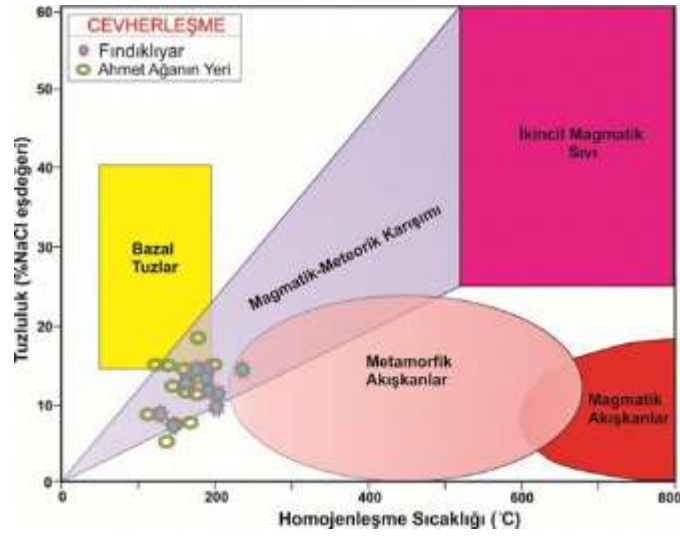 CEVHERLEŞME
Fındıklıyar
Ahmet Ağanın Yeri
60
50
40
30
20
10
0
Tuzluluk (%NaCl eşdeğeri)
İkincil Magmatik
Sıvı
Bazal
Tuzlar
Magmatik-Meteorik Karışımı
Metamorfik
Akışkanlar
Magmatik
Akışkanlar
0
200
400
600
800
Homojenleşme Sıcaklığı (°C)